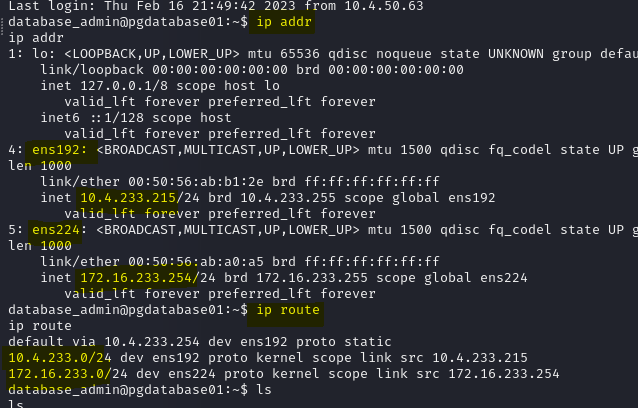 Last login: Thu Feb 16 21:49:42 2023 from 10.4.50.63
database_admin@pgdatabase01:~$ ip addr
ip addr
1: lo: <LOOPBACK,UP,LOWER_UP> mtu 65536 qdisc noqueue state UNKNOWN group defau
link/loopback 00:00:00:00:00:00 brd 00:00:00:00:00:00
inet 127.0.0.1/8 scope host lo
valid_lft forever preferred_lft forever
inet6 ::1/128 scope host
valid_lft forever preferred_lft forever
4: ens192: <BROADCAST,MULTICAST,UP,LOWER_UP> mtu 1500 qdisc fq_codel state UP g
len 1000
link/ether 00:50:56:ab:b1:2e brd ff:ff:ff:ff:ff:ff
inet 10.4.233.215/24 brd 10.4.233.255 scope global ens192
valid_lft forever preferred_lft forever
5: ens224: <BROADCAST,MULTICAST,UP,LOWER_UP> mtu 1500 qdisc fq_codel state UP g
len 1000
link/ether 00:50:56:ab:a0:a5 brd ff:ff:ff:ff:ff:ff
inet 172.16.233.254/24 brd 172.16.233.255 scope global ens224
valid_lft forever preferred_lft forever
database_admin@pgdatabase01:~$ ip route
ip route
default via 10.4.233.254 dev ens192 proto static
10.4.233.0/24 dev ens192 proto kernel scope link src 10.4.233.215
172.16.233.0/24 dev ens224 proto kernel scope link src 172.16.233.254
database_admin@pgdatabase01:~$ ls
ls